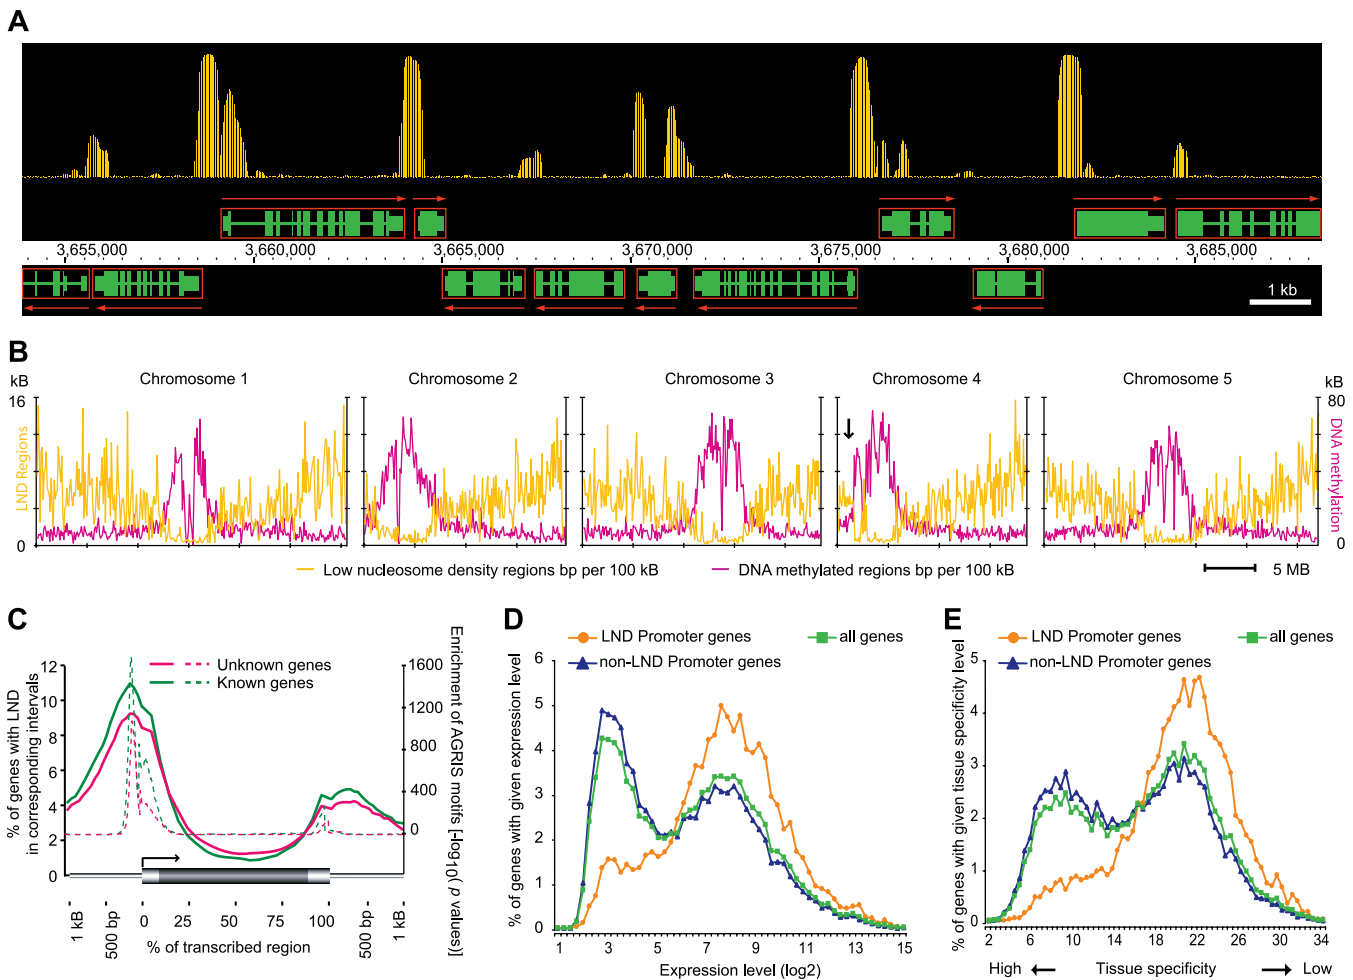 A
3,655,000 3,660,000 3,665,000 3,670,000 3,675,000 3,680,000 3,685,000
1 kb
B
kB Chromosome 1 Chromosome 2 Chromosome 3 Chromosome 4 Chromosome 5 kB
16 80
LND Regions
DNA methylation
0 0
Low nucleosome density regions bp per 100 kB DNA methylated regions bp per 100 kB 5 MB
C
Unknown genes
Known genes
% of genes with LND
in corresponding intervals
12
10
8
6
4
2
0
1600
1200
800
400
0
Enrichment of AGRIS motifs [-log10( p values)]
1 kB 500 bp 0 25 50 75 100 500 bp 1 kB
% of transcribed region
D
LND Promoter genes all genes
non-LND Promoter genes
% of genes with given expression level
6
5
4
3
2
1
0
1 3 5 7 9 11 13 15
Expression level (log2)
E
LND Promoter genes all genes
non-LND Promoter genes
% of genes with given tissue specificity level
5
4
3
2
1
0
2 6 10 14 18 22 26 30 34
High Tissue specificity Low